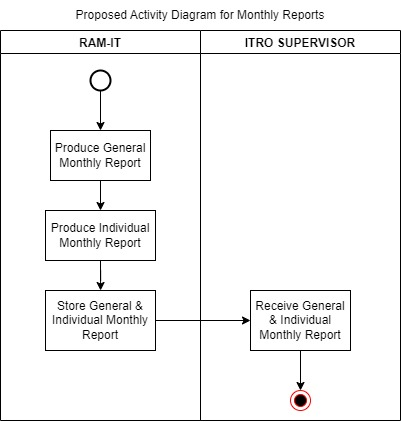 Proposed Activity Diagram for Monthly Reports
RAM-IT
ITRO SUPERVISOR
Produce General
Monthly Report
Produce Individual
Monthly Report
Store General &
Individual Monthly
Report
Receive General
& Individual
Monthly Report